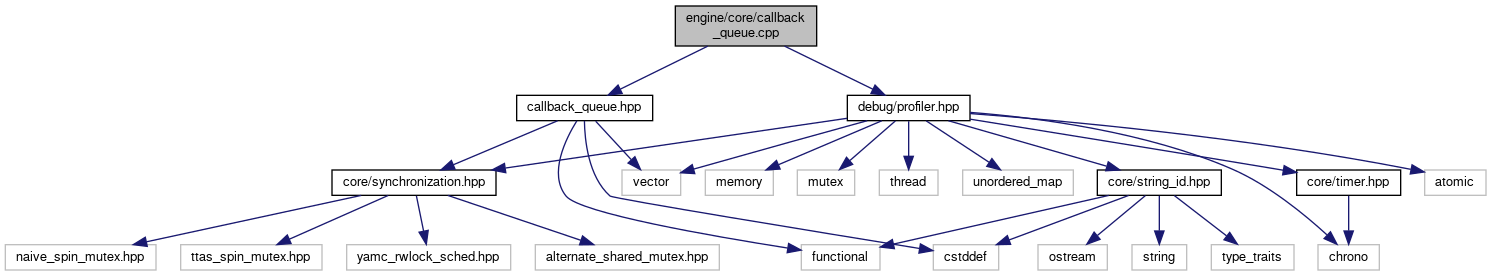 engine/core/callback
_queue.cpp
callback_queue.hpp
debug/profiler.hpp
core/synchronization.hpp
vector
memory
mutex
thread
unordered_map
core/string_id.hpp
core/timer.hpp
atomic
naive_spin_mutex.hpp
ttas_spin_mutex.hpp
yamc_rwlock_sched.hpp
alternate_shared_mutex.hpp
functional
cstddef
ostream
string
type_traits
chrono